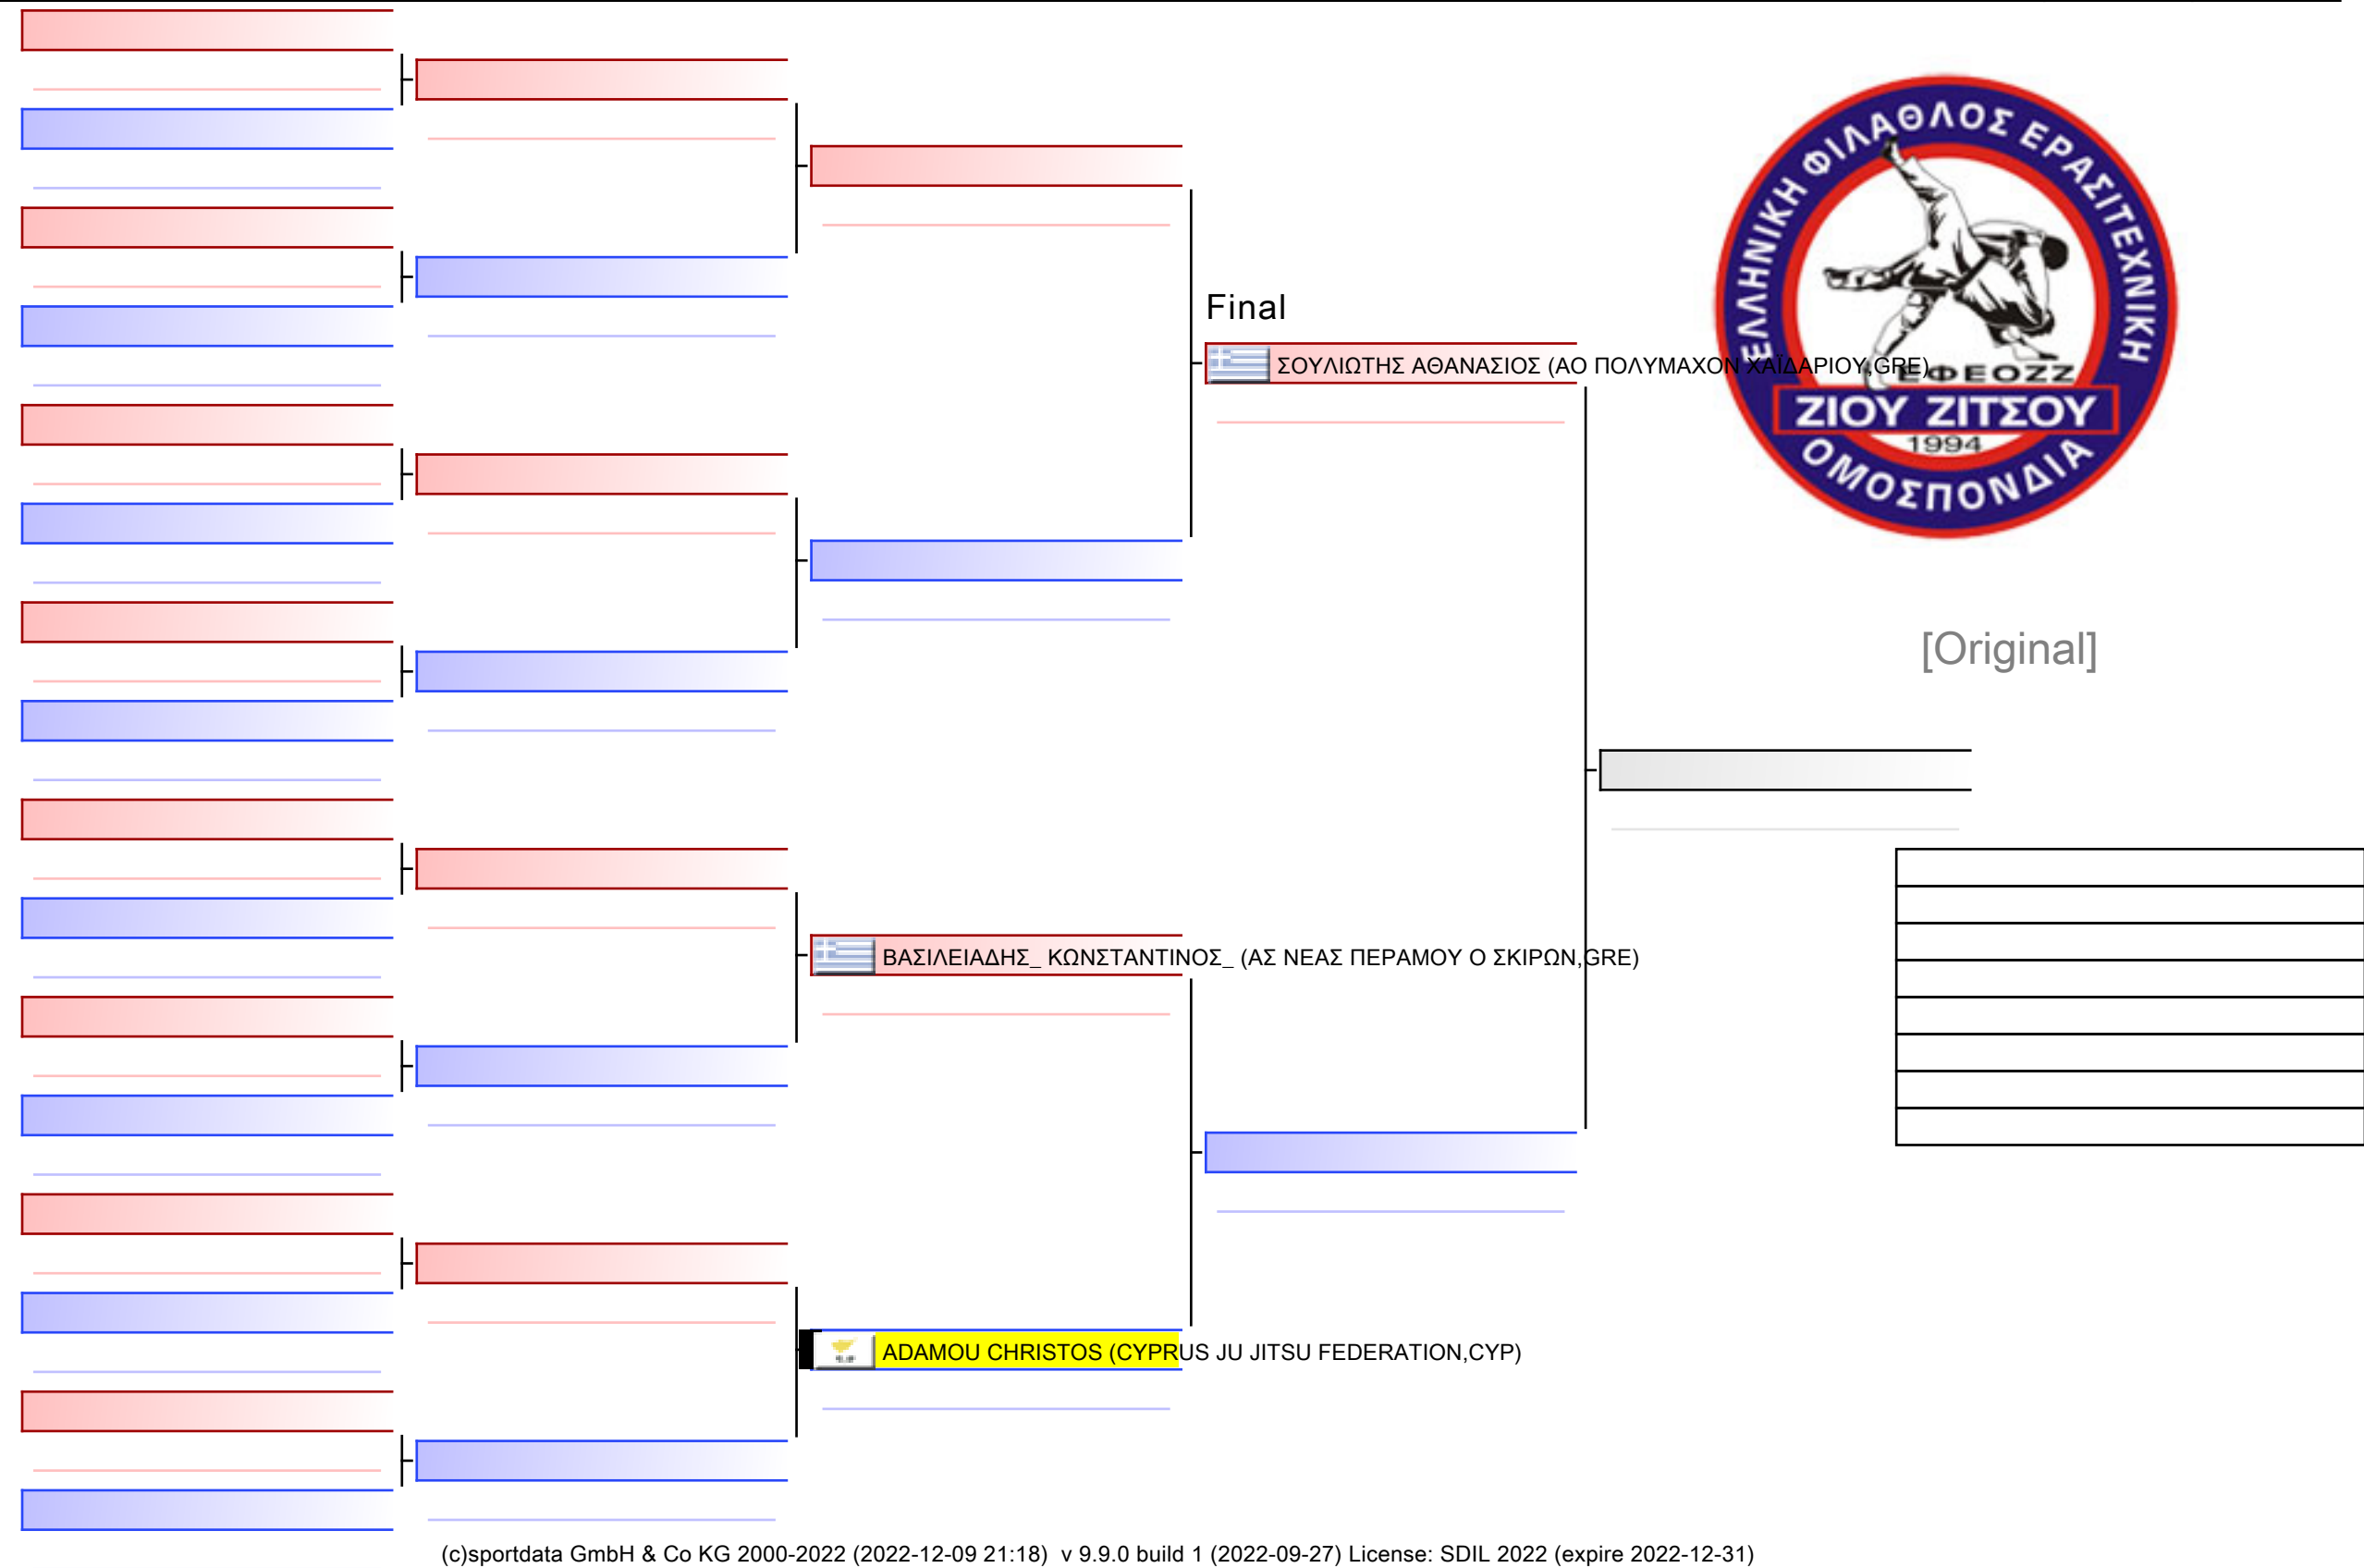 ΕΛΛΗΝΙΚΗ ΦΙΛΑΘΛΟΣ ΕΡΑΣΙΤΕΧΝΙΚΗ
Final
ΣΟΥΛΙΩΤΗΣ ΑΘΑΝΑΣΙΟΣ (ΑΟ ΠΟΛΥΜΑΧΟΝ ΧΑΪΔΑΡΙΟΥ,GRE)
ΕΦΕΟΖΖ
ΖΙΟΥ ΖΙΤΣΟΥ
1994
ΟΜΟΣΠΟΝΔΙΑ
[Original]
ΒΑΣΙΛΕΙΑΔΗΣ_ ΚΩΝΣΤΑΝΤΙΝΟΣ_ (ΑΣ ΝΕΑΣ ΠΕΡΑΜΟΥ Ο ΣΚΙΡΩΝ,GRE)
ADAMOU CHRISTOS (CYPRUS JU JITSU FEDERATION,CYP)
(c)sportdata GmbH & Co KG 2000-2022 (2022-12-09 21:18)  v 9.9.0 build 1 (2022-09-27) License: SDIL 2022 (expire 2022-12-31)